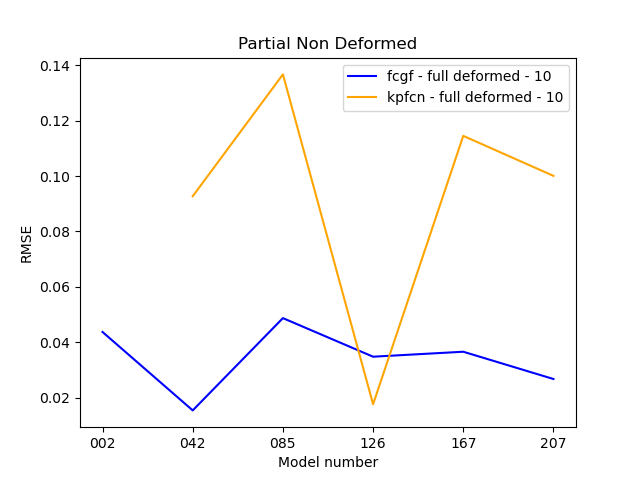 Partial Non Deformed
fcgf - full deformed - 10
kpfcn - full deformed - 10
RMSE
0.14
0.12
0.10
0.08
0.06
0.04
0.02
002 042 085 126 167 207
Model number